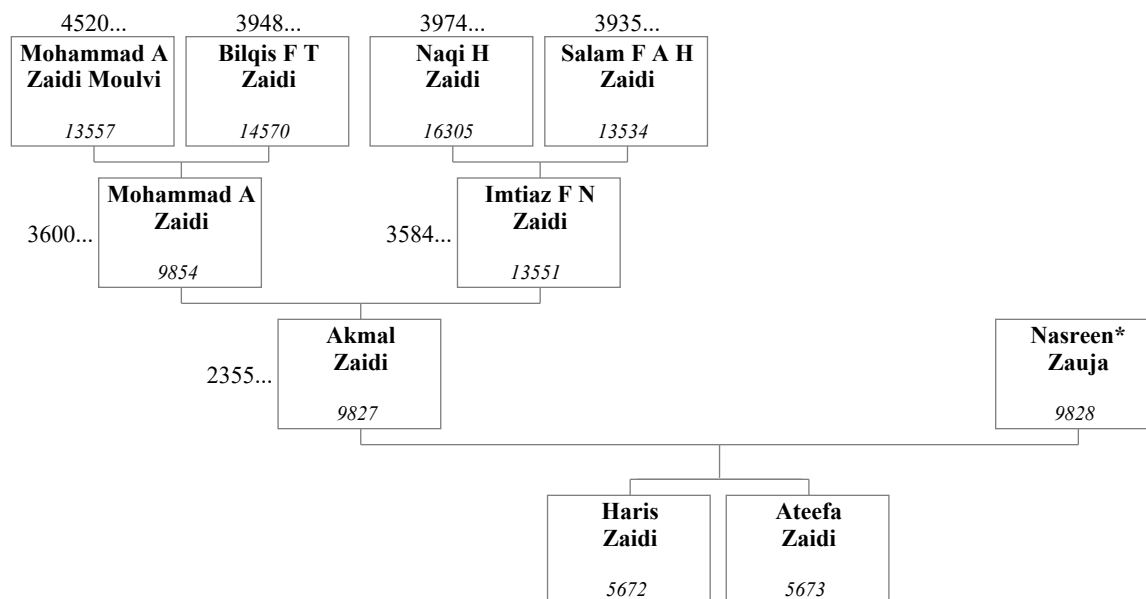 4520...
3948...
3974...
3935...
Mohammad A
Zaidi Moulvi
13557
Bilqis F T
Zaidi
14570
Naqi H
Zaidi
16305
Salam F A H
Zaidi
13534
3600...
Mohammad A
Zaidi
9854
3584...
Imtiaz F N
Zaidi
13551
2355...
Akmal
Zaidi
9827
Nasreen*
Zauja
9828
Haris
Zaidi
5672
Ateefa
Zaidi
5673